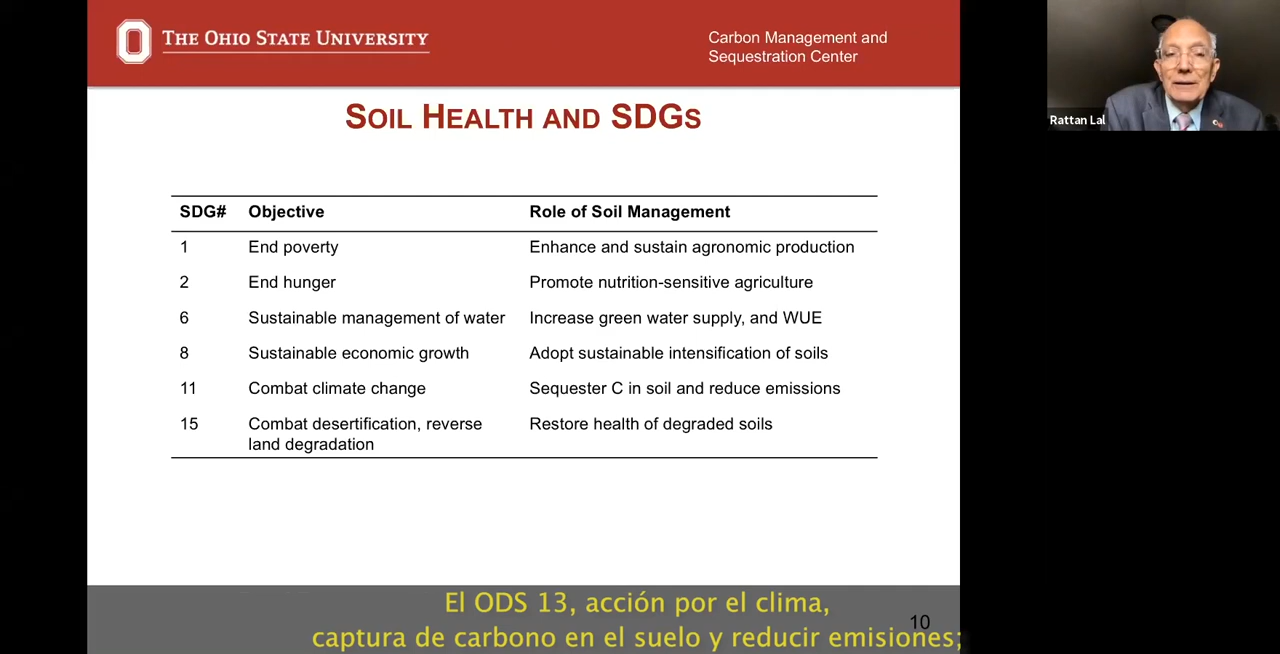 THE OHIO STATE UNIVERSITY
Carbon Management and
Sequestration Center
Rattan Lal
SOIL HEALTH AND SDGS
SDG# Objective Role of Soil Management
1 End poverty Enhance and sustain agronomic production
2 End hunger Promote nutrition-sensitive agriculture
6 Sustainable management of water Increase green water supply, and WUE
8 Sustainable economic growth Adopt sustainable intensification of soils
11 Combat climate change Sequester C in soil and reduce emissions
15 Combat desertification, reverse Restore health of degraded soils
land degradation
El ODS 13, acción por el clima,
10
captura de carbono en el suelo y reducir emisiones;